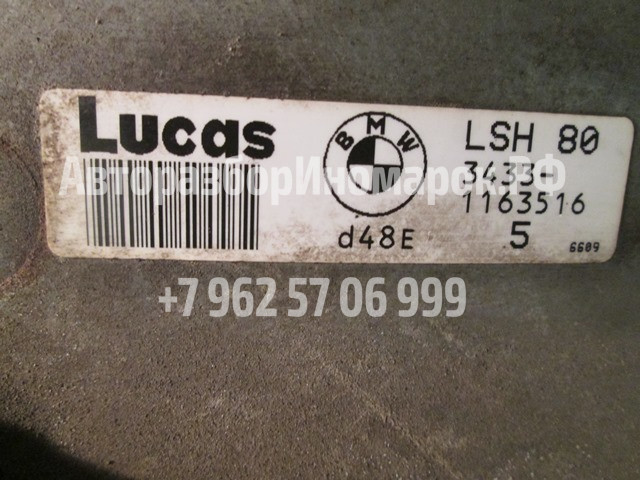 Lucas
BMW
LSH 80
АвторазборИномарок.РФ
3433-
1163516
d48E
5
6609
+7 962 57 06 999